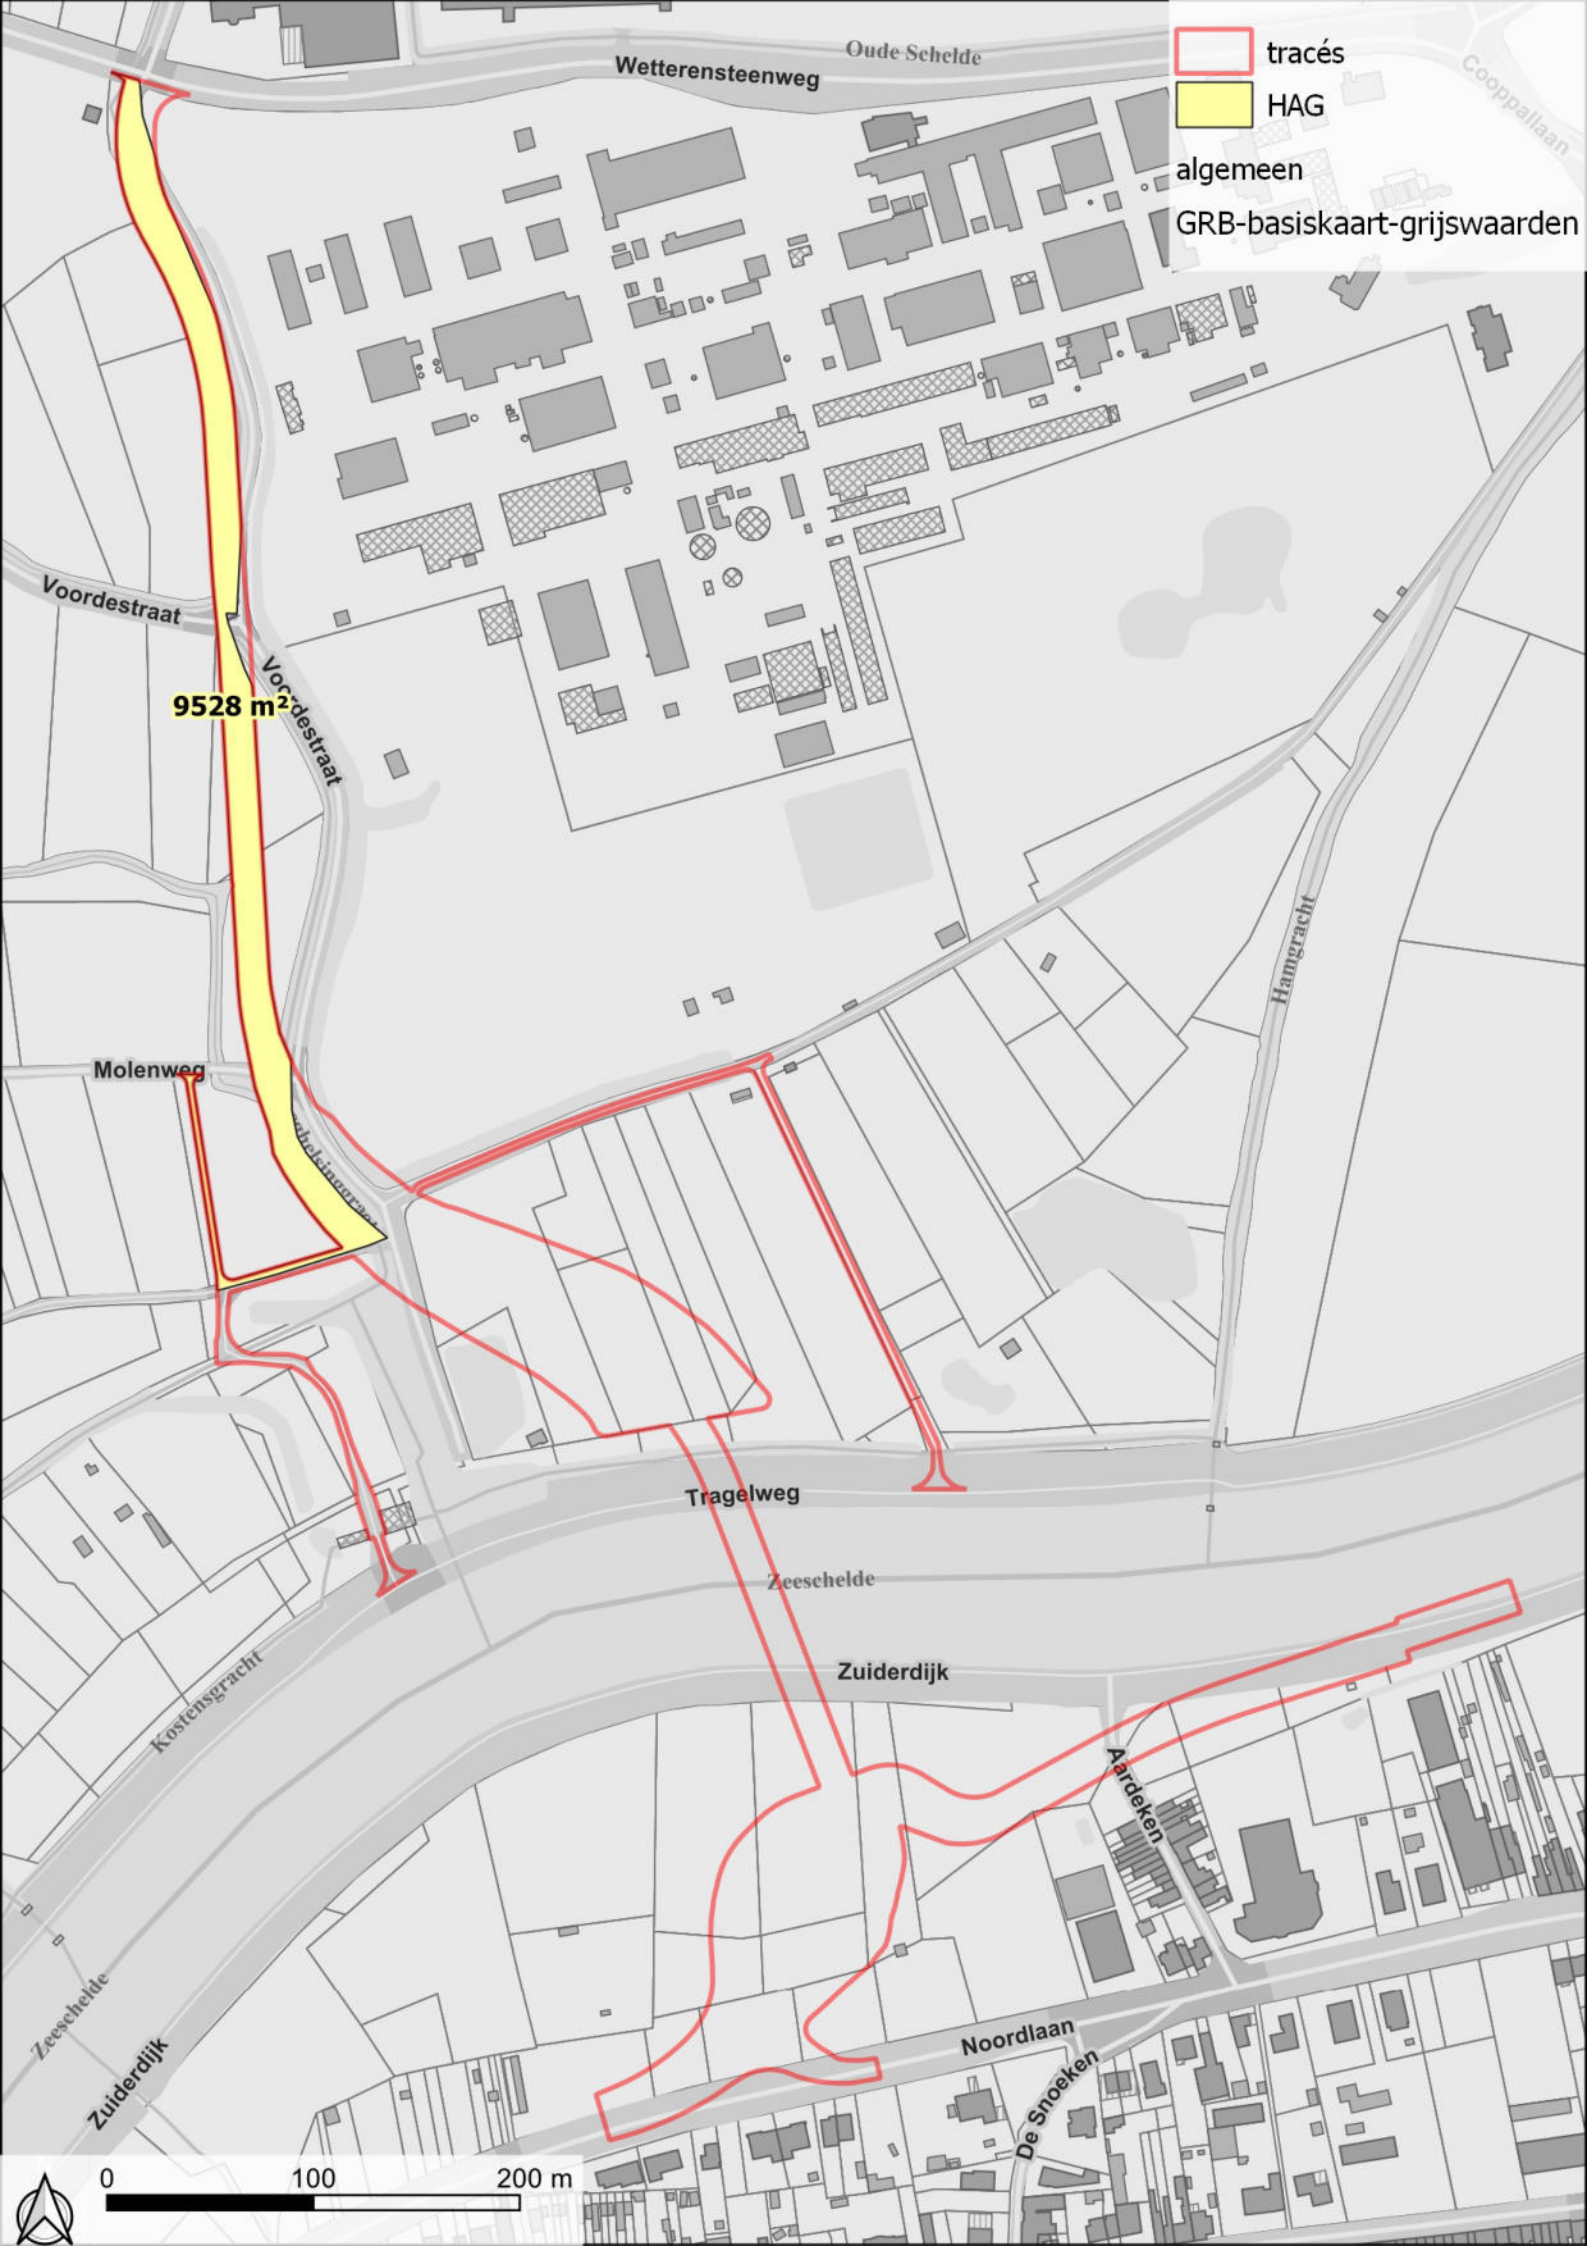 Oude Schelde
Wetterensteenweg
tracés
HAG
algemeen
GRB-basiskaart-grijswaarden
Cooppallaan
Voordestraat
Voordestraat
9528 m²
Hamgracht
Molenweg
Tragelweg
Zeeschelde
Zuiderdijk
Kostensgracht
Aardeken
Zeeschelde
Zuiderdijk
Noordlaan
De Snoeken
0 100 200 m
N